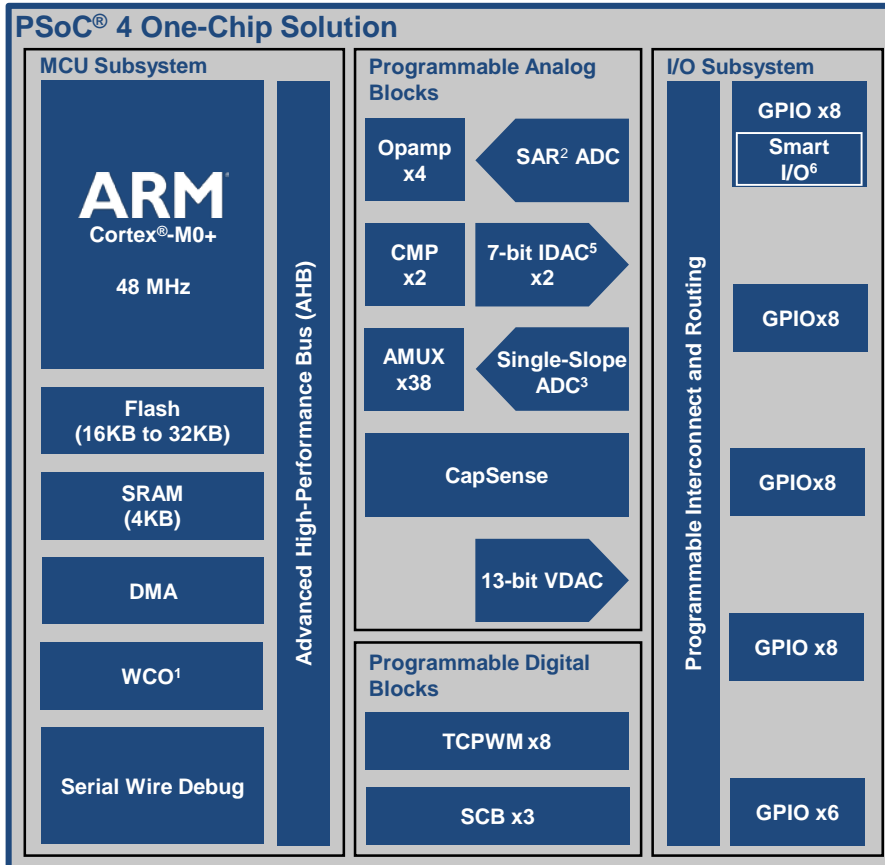 PSoC® 4 One-Chip Solution
MCU Subsystem
ARM®
Cortex®-M0+
48 MHz
Flash
(16KB to 32KB)
SRAM
(4KB)
DMA
WCO¹
Serial Wire Debug
Advanced High-Performance Bus (AHB)
Programmable Analog
Blocks
Opamp
x4
SAR² ADC
CMP
x2
7-bit IDAC⁵
x2
AMUX
x38
Single-Slope
ADC³
CapSense
13-bit VDAC
Programmable Digital
Blocks
TCPWM x8
SCB x3
I/O Subsystem
Programmable Interconnect and Routing
GPIO x8
Smart
I/O⁶
GPIOx8
GPIOx8
GPIO x8
GPIO x6